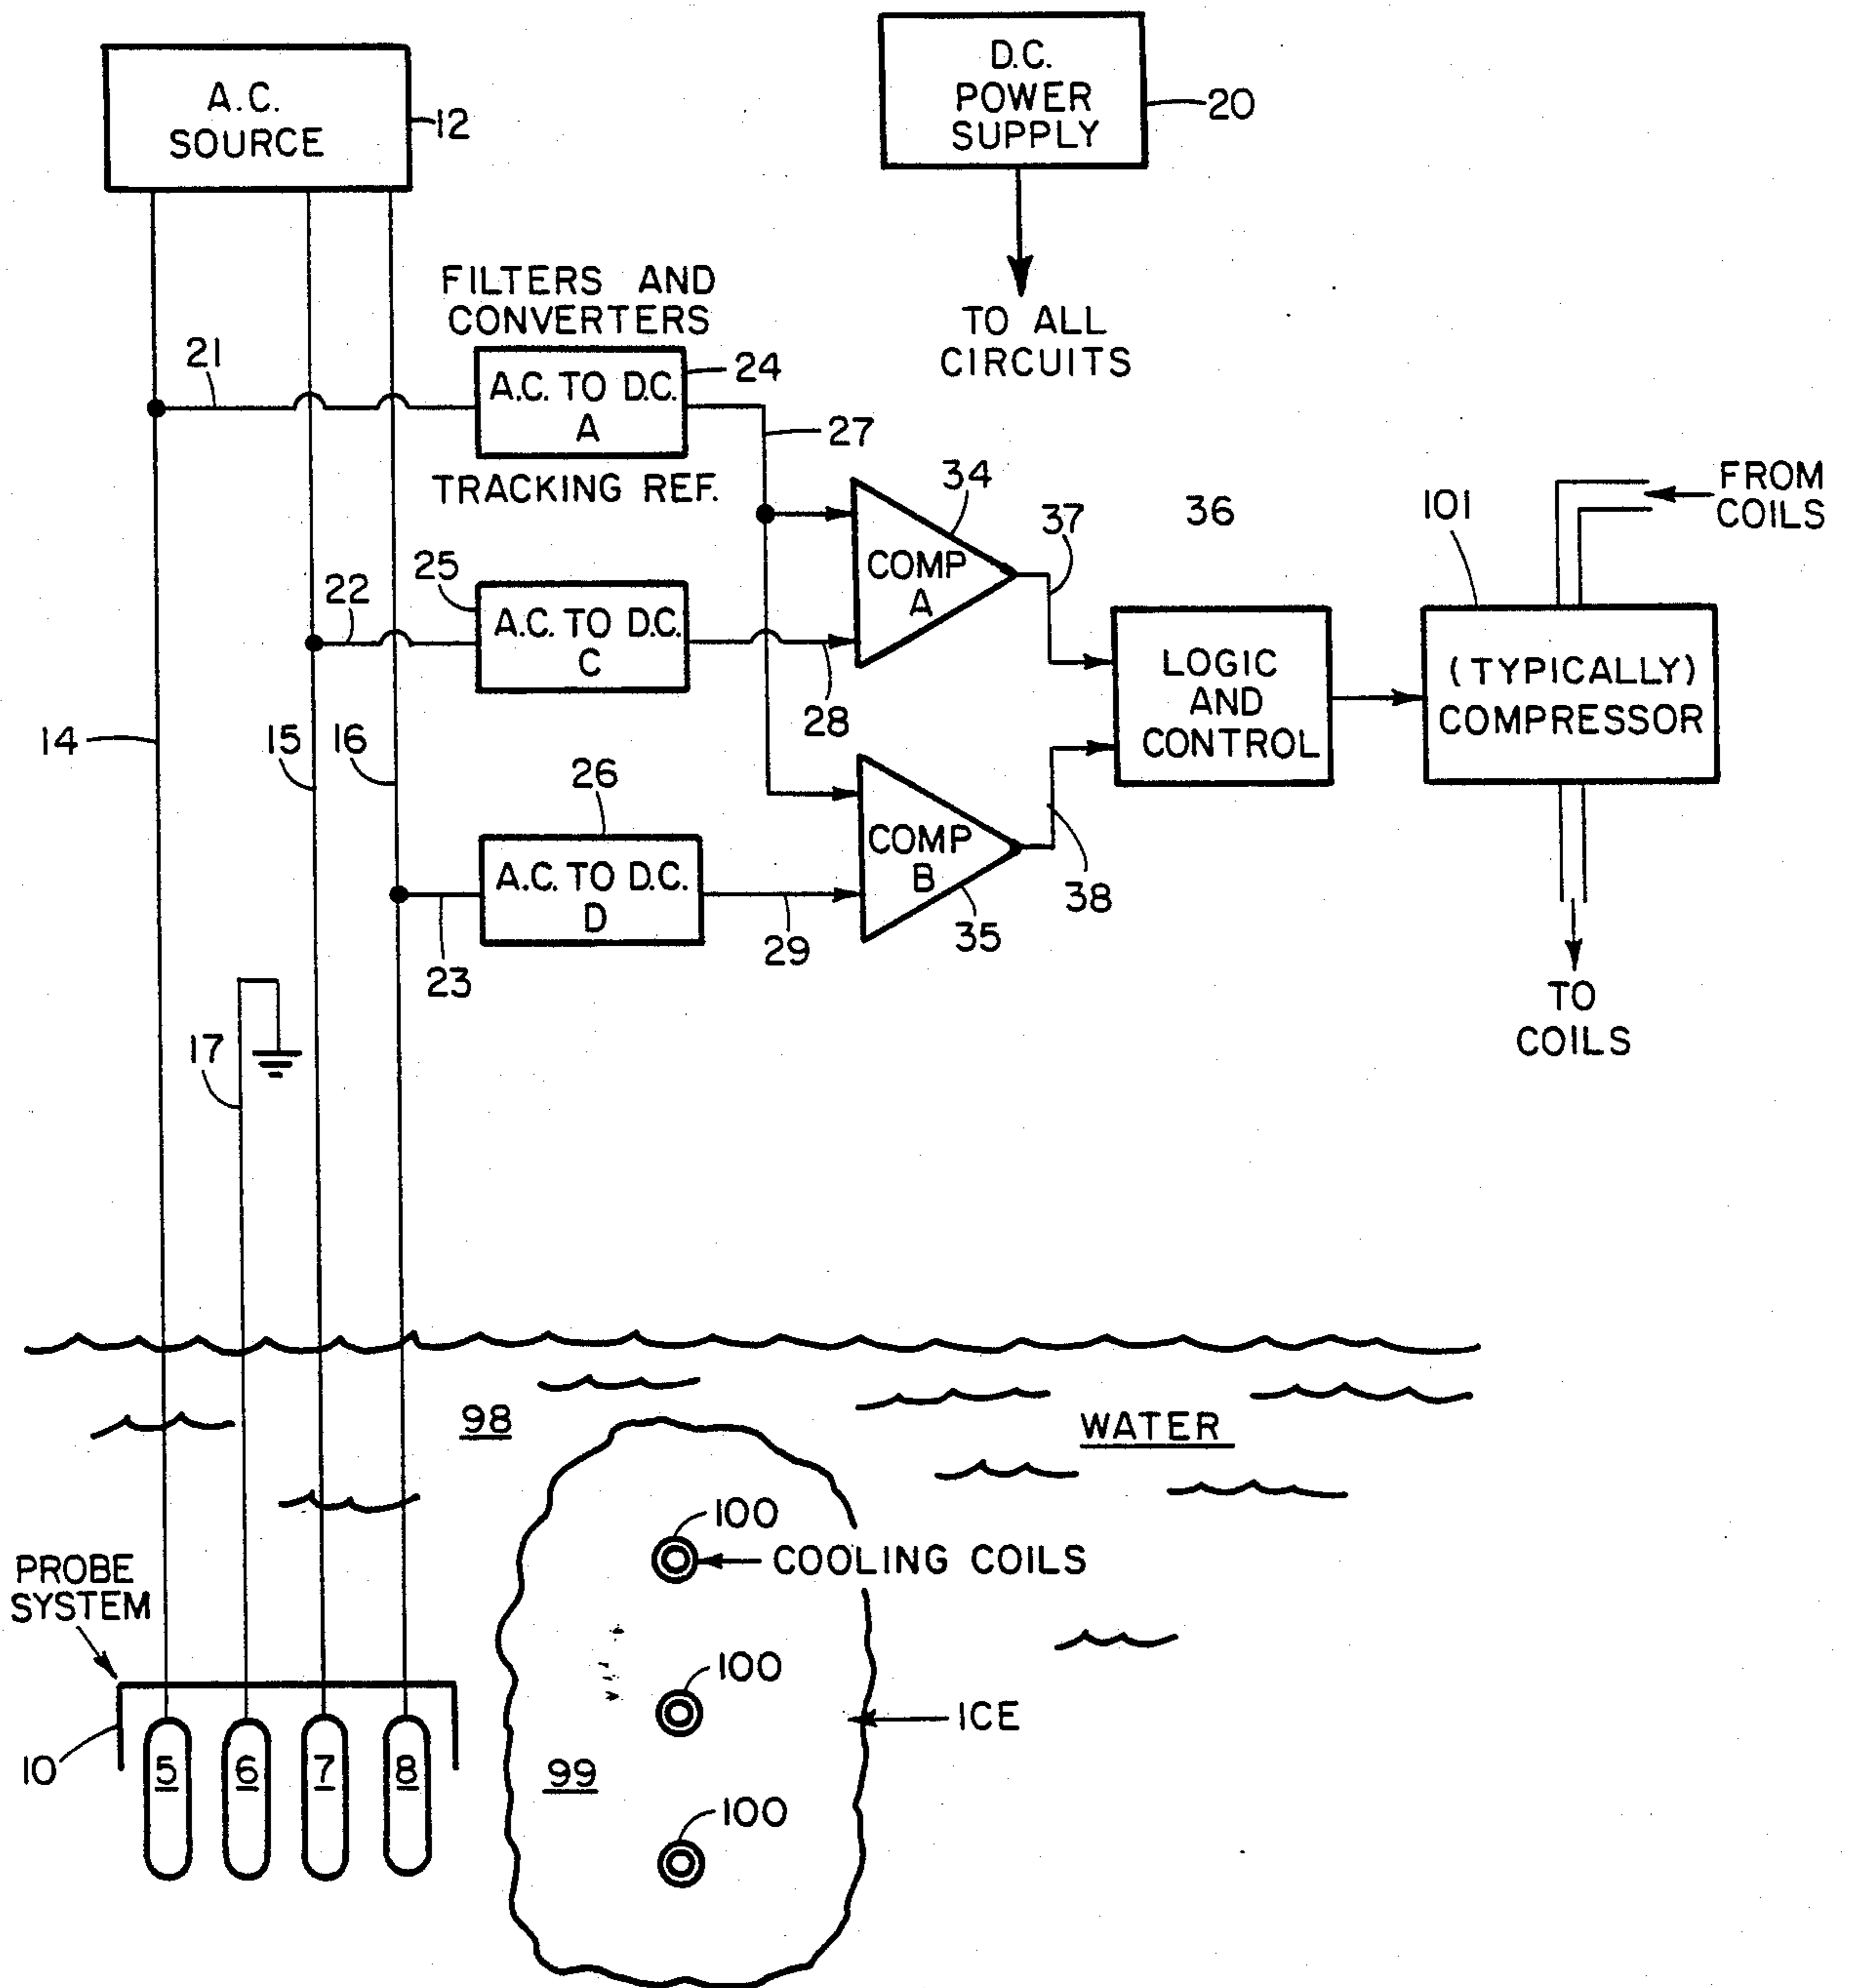 A.C.
SOURCE
12
D.C.
POWER
SUPPLY
20
TO ALL
CIRCUITS
FILTERS AND
CONVERTERS
21
A.C. TO D.C.
A
24
27
TRACKING REF.
34
COMP
A
37
36
101
FROM
COILS
25
22
A.C. TO D.C.
C
28
LOGIC
AND
CONTROL
(TYPICALLY)
COMPRESSOR
14
15
16
26
A.C. TO D.C.
D
23
29
COMP
B
35
38
TO
COILS
17
98
WATER
100
COOLING COILS
PROBE
SYSTEM
100
ICE
10
5
6
7
8
99
100